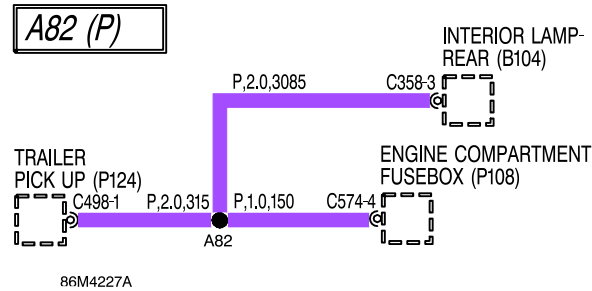 A82 (P)
INTERIOR LAMP-
REAR (B104)
P,2.0,3085
C358-3
TRAILER
PICK UP (P124)
ENGINE COMPARTMENT
FUSEBOX (P108)
C498-1
P,2.0,315
P,1.0,150
C574-4
A82
86M4227A